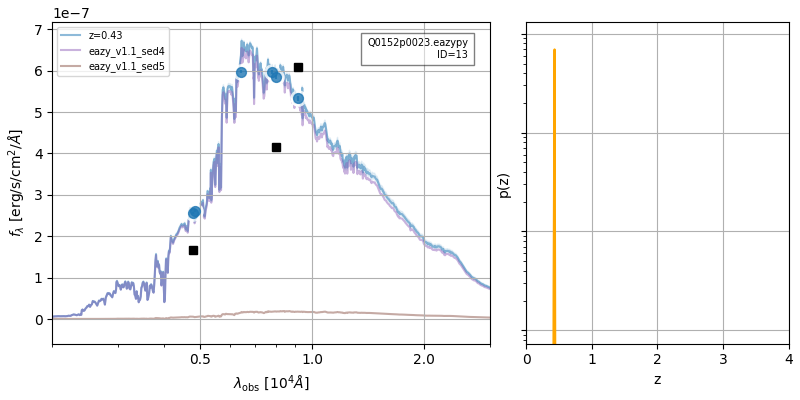 1e−7
7
6
5
4
3
2
1
0
z=0.43
eazy_v1.1_sed4
eazy_v1.1_sed5
Q0152p0023.eazypy
ID=13
f_λ [erg/s/cm²/Å]
0.5 1.0 2.0
λ_obs [10⁴Å]
p(z)
0 1 2 3 4
z